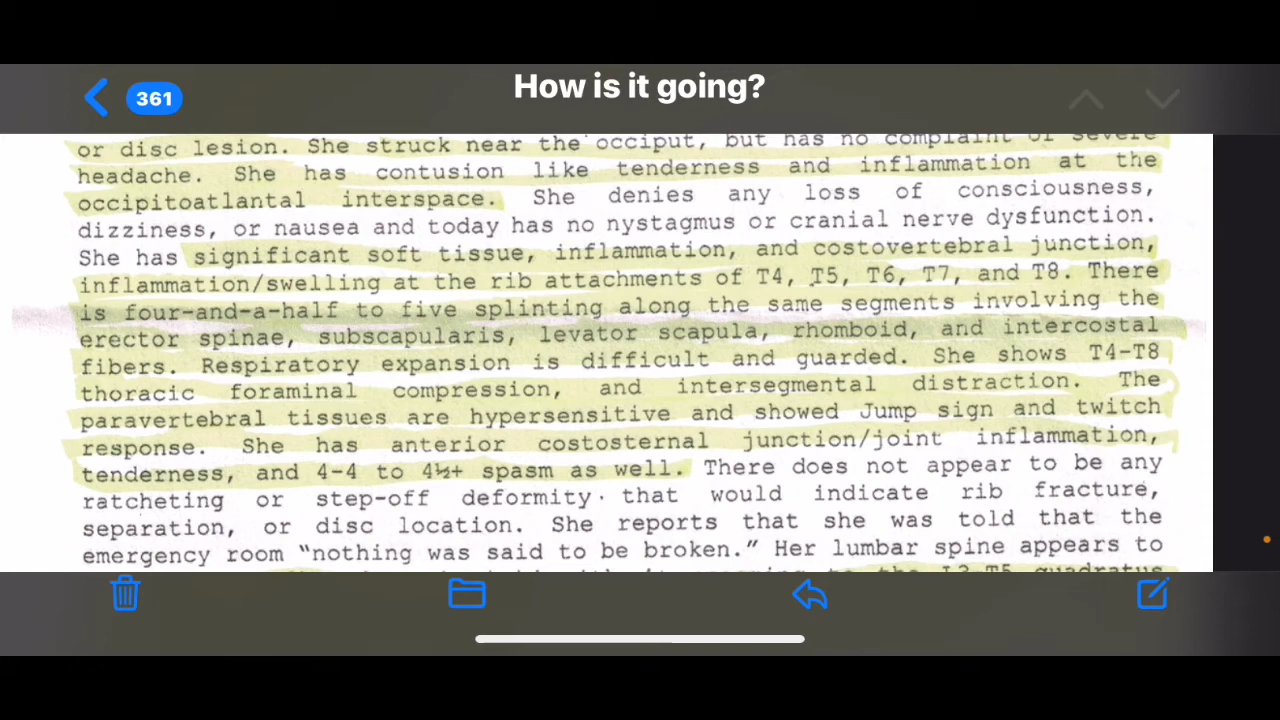 361
How is it going?
or disc lesion. She struck near the occiput, but has no complaint of severe
headache. She has contusion like tenderness and inflammation at the
occipitoatlantal interspace. She denies any loss of consciousness,
dizziness, or nausea and today has no nystagmus or cranial nerve dysfunction.
She has significant soft tissue, inflammation, and costovertebral junction,
inflammation/swelling at the rib attachments of T4, T5, T6, T7, and T8. There
is four-and-a-half to five splinting along the same segments involving the
erector spinae, subscapularis, levator scapula, rhomboid, and intercostal
fibers. Respiratory expansion is difficult and guarded. She shows T4-T8
thoracic foraminal compression, and intersegmental distraction. The
paravertebral tissues are hypersensitive and showed Jump sign and twitch
response. She has anterior costosternal junction/joint inflammation,
tenderness, and 4-4 to 4½+ spasm as well. There does not appear to be any
ratcheting or step-off deformity that would indicate rib fracture,
separation, or disc location. She reports that she was told that the
emergency room "nothing was said to be broken." Her lumbar spine appears to
to the L3-T5 quadratus